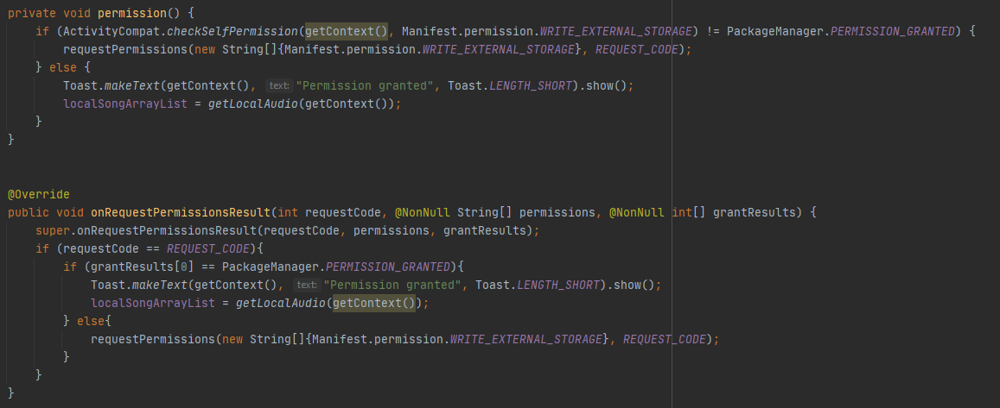 private void permission() {
    if (ActivityCompat.checkSelfPermission(getContext(), Manifest.permission.WRITE_EXTERNAL_STORAGE) != PackageManager.PERMISSION_GRANTED) {
        requestPermissions(new String[]{Manifest.permission.WRITE_EXTERNAL_STORAGE}, REQUEST_CODE);
    } else {
        Toast.makeText(getContext(), text: "Permission granted", Toast.LENGTH_SHORT).show();
        localSongArrayList = getLocalAudio(getContext());
    }
}
@Override
public void onRequestPermissionsResult(int requestCode, @NonNull String[] permissions, @NonNull int[] grantResults) {
    super.onRequestPermissionsResult(requestCode, permissions, grantResults);
    if (requestCode == REQUEST_CODE){
        if (grantResults[0] == PackageManager.PERMISSION_GRANTED){
            Toast.makeText(getContext(), text: "Permission granted", Toast.LENGTH_SHORT).show();
            localSongArrayList = getLocalAudio(getContext());
        } else{
            requestPermissions(new String[]{Manifest.permission.WRITE_EXTERNAL_STORAGE}, REQUEST_CODE);
        }
    }
}